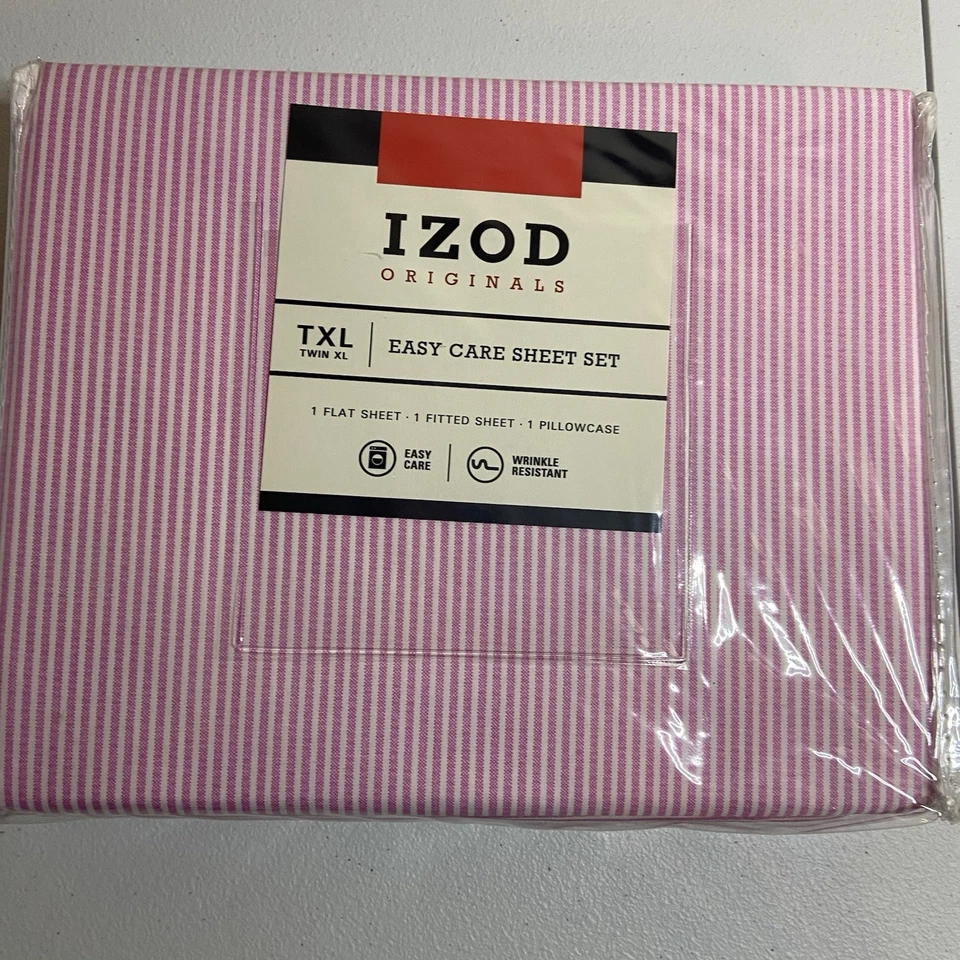 IZOD
ORIGINALS
TXL
TWIN XL
EASY CARE SHEET SET
1 FLAT SHEET · 1 FITTED SHEET · 1 PILLOWCASE
EASY
CARE
WRINKLE
RESISTANT